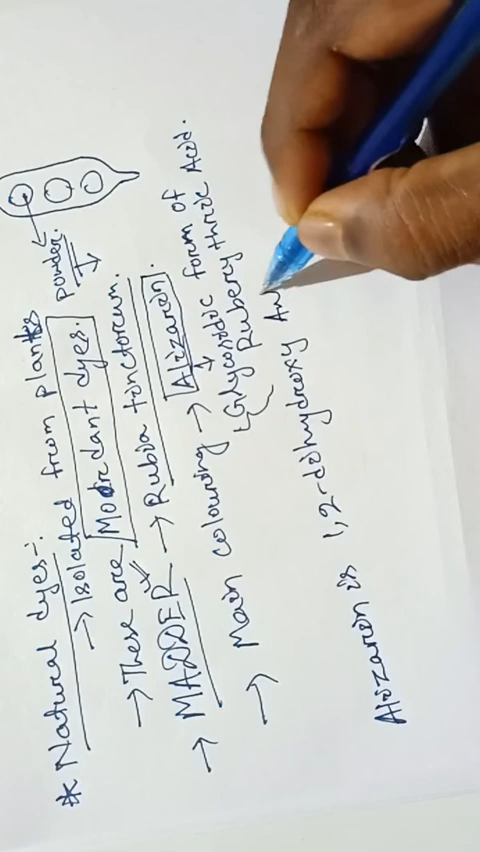 * Natural dyes:-
→ Isolated from plants
powder.
→ These are Mordant dyes.
→ MADDER → Rubia tinctorum.
→ Main colouring → Alizarin.
(Glycosidic form of
Ruberythric Acid.
Alizarin is 1,2-dihydroxy An